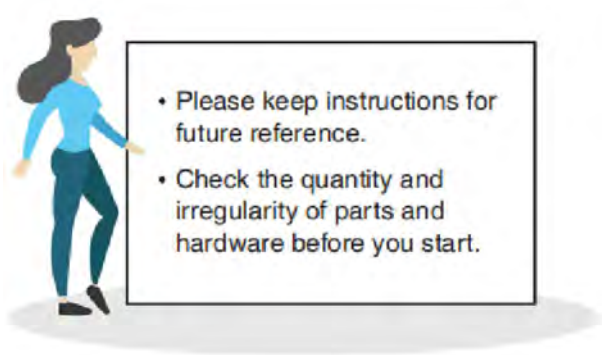 • Please keep instructions for
future reference.
• Check the quantity and
irregularity of parts and
hardware before you start.